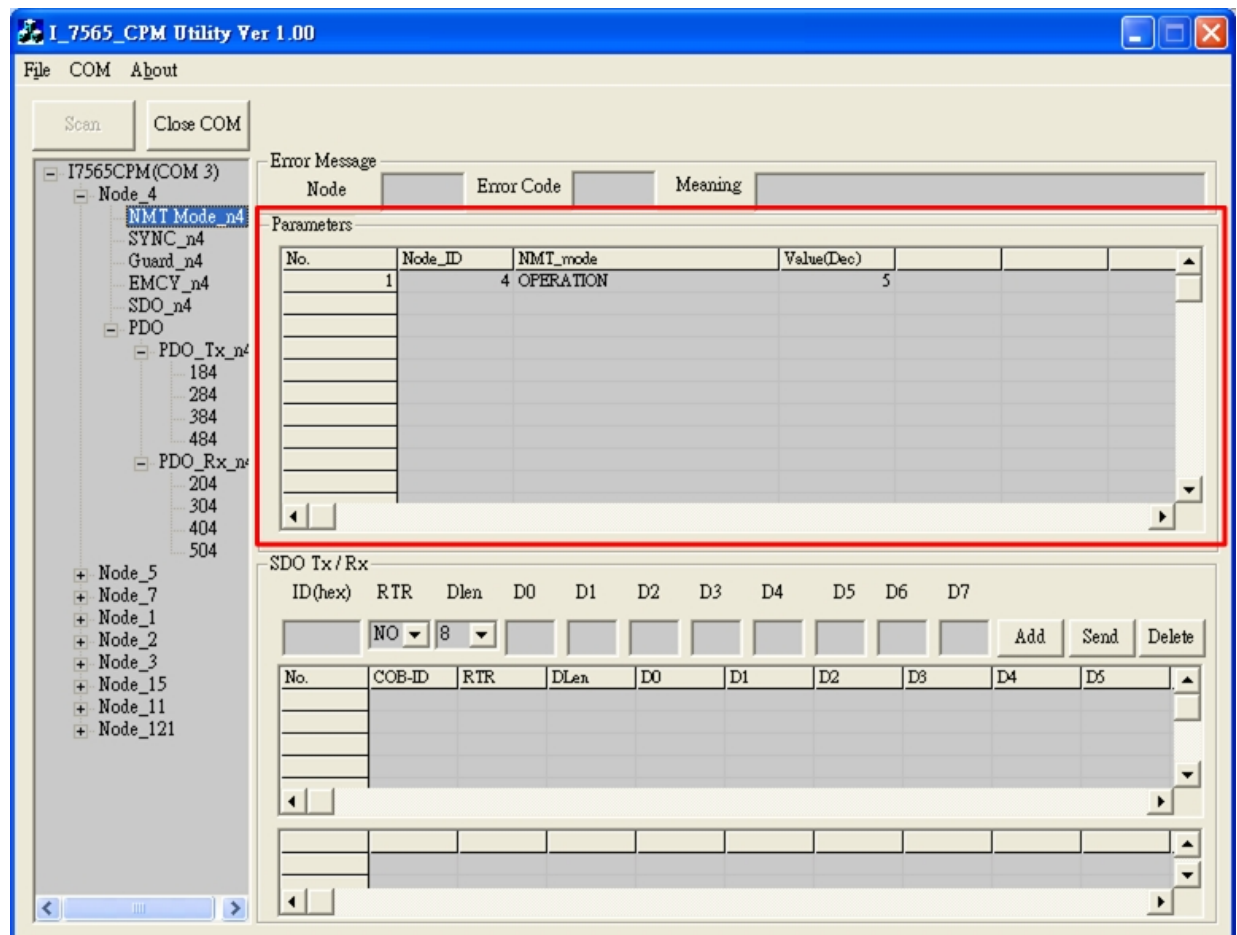 I_7565_CPM Utility Ver 1.00
File COM About
Scan Close COM
I7565CPM(COM 3)
Node_4
NMT Mode_n4
SYNC_n4
Guard_n4
EMCY_n4
SDO_n4
PDO
PDO_Tx_n4
184
284
384
484
PDO_Rx_n4
204
304
404
504
Node_5
Node_7
Node_1
Node_2
Node_3
Node_15
Node_11
Node_121
Error Message
Node Error Code Meaning
Parameters
No. Node_ID NMT_mode Value(Dec)
1 4 OPERATION 5
SDO Tx / Rx
ID(hex) RTR Dlen D0 D1 D2 D3 D4 D5 D6 D7
NO 8 Add Send Delete
No. COB-ID RTR DLen D0 D1 D2 D3 D4 D5